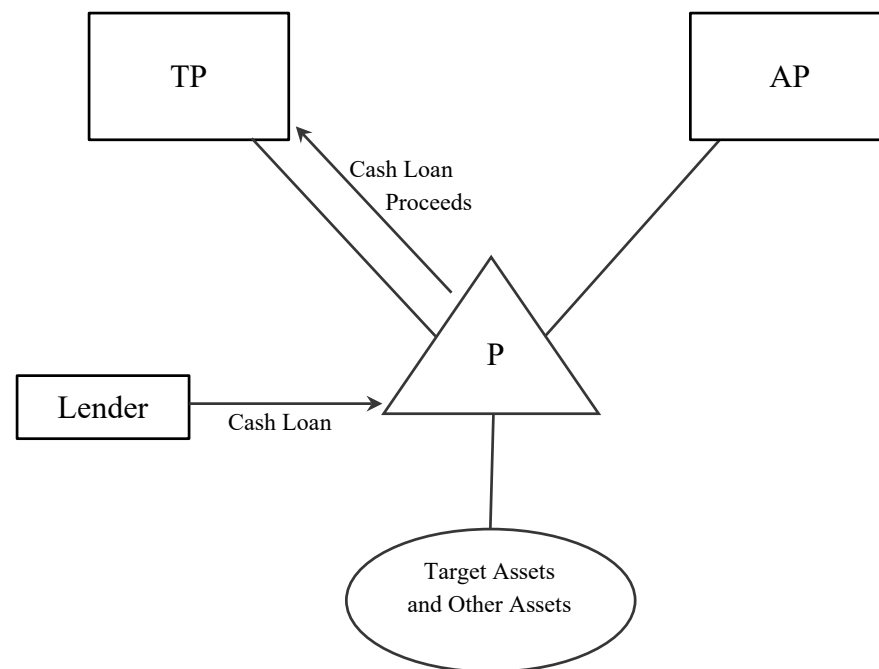 TP
AP
Cash Loan
Proceeds
P
Lender
Cash Loan
Target Assets
and Other Assets